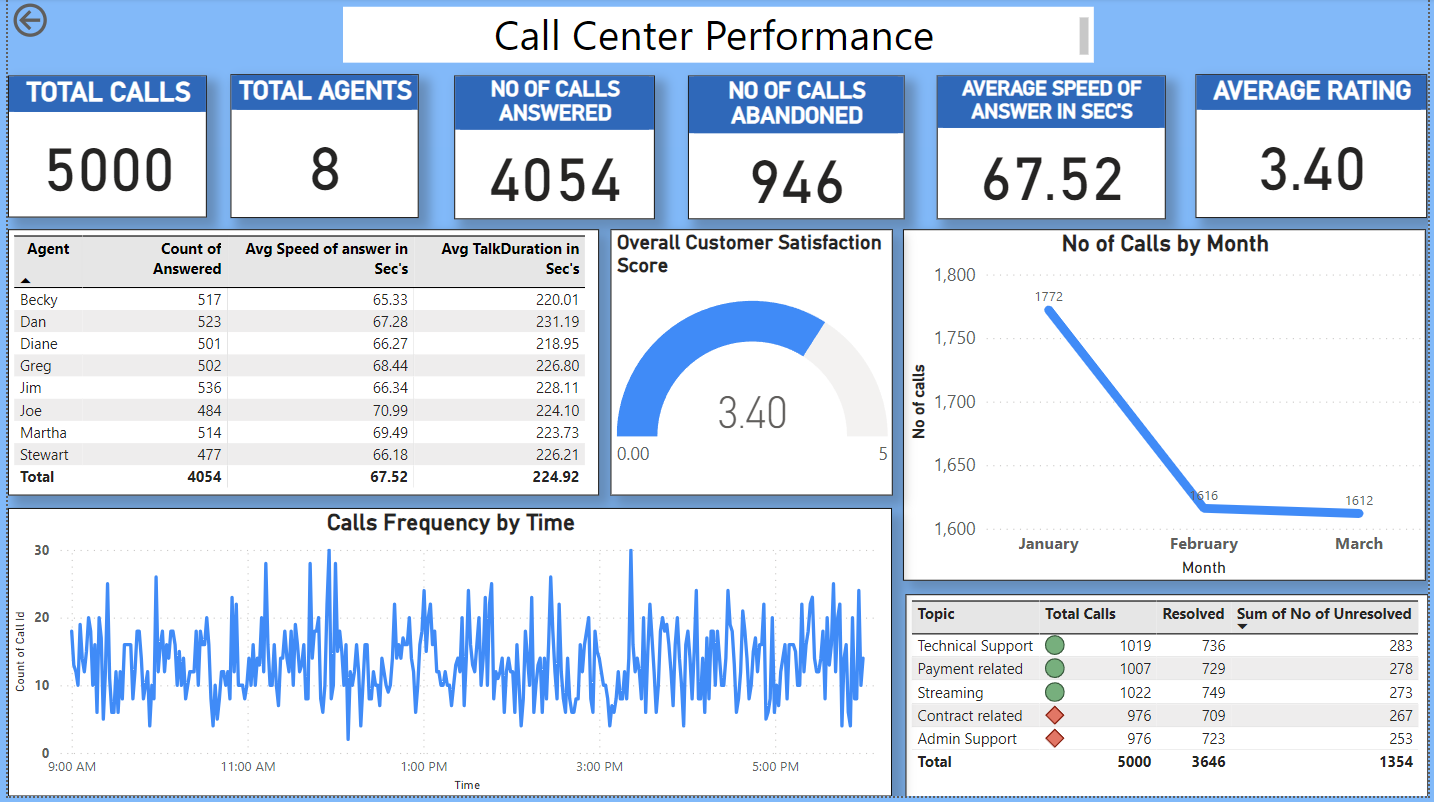 Call Center Performance
TOTAL CALLS
5000
TOTAL AGENTS
8
NO OF CALLS
ANSWERED
4054
NO OF CALLS
ABANDONED
946
AVERAGE SPEED OF
ANSWER IN SEC'S
67.52
AVERAGE RATING
3.40
Agent Count of Answered Avg Speed of answer in Sec's Avg TalkDuration in Sec's
Becky 517 65.33 220.01
Dan 523 67.28 231.19
Diane 501 66.27 218.95
Greg 502 68.44 226.80
Jim 536 66.34 228.11
Joe 484 70.99 224.10
Martha 514 69.49 223.73
Stewart 477 66.18 226.21
Total 4054 67.52 224.92
Overall Customer Satisfaction
Score
3.40
0.00 5
No of Calls by Month
No of calls
1,800
1,750
1,700
1,650
1,600
1772
1616
1612
January February March
Month
Calls Frequency by Time
Count of Call Id
30
20
10
0
9:00 AM 11:00 AM 1:00 PM 3:00 PM 5:00 PM
Time
Topic Total Calls Resolved Sum of No of Unresolved
Technical Support 1019 736 283
Payment related 1007 729 278
Streaming 1022 749 273
Contract related 976 709 267
Admin Support 976 723 253
Total 5000 3646 1354